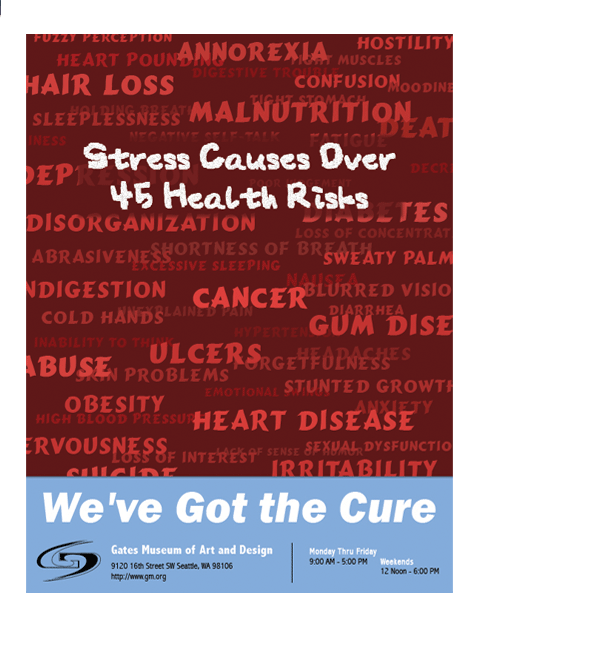 FUZZY PERCEPTION
HOSTILITY
ANNOREXIA
HEART POUNDING
TIGHT MUSCLES
DIGESTIVE TROUBLE
HAIR LOSS
CONFUSION
MOODINE
TIGHT STOMACH
HOLDING BREATH
MALNUTRITION
SLEEPLESSNESS
DEAT
NEGATIVE SELF-TALK
FATIGUE
INESS
Stress Causes Over
DECR
DEPRESSION
45 Health Risks
DIABETES
DISORGANIZATION
LOSS OF CONCENTRAT
SHORTNESS OF BREATH
ABRASIVENESS
SWEATY PALM
EXCESSIVE SLEEPING
NAUSEA
NDIGESTION
BLURRED VISIO
CANCER
UNEXPLAINED PAIN
DIARRHEA
COLD HANDS
GUM DISE
HYPERTEN
INABILITY TO THINK
ULCERS
HEADACHES
FORGETFULNESS
ABUSE
SKIN PROBLEMS
STUNTED GROWTH
EMOTIONAL SWINGS
OBESITY
ANXIETY
HIGH BLOOD PRESSUR
HEART DISEASE
ERVOUSNESS
SEXUAL DYSFUNCTIO
LACK OF SENSE OF HUMOR
LOSS OF INTEREST
IRRITABILITY
SUICIDE
We've Got the Cure
Gates Museum of Art and Design
9120 16th Street SW Seattle, WA 98106
http://www.gm.org
Monday Thru Friday
9:00 AM - 5:00 PM
Weekends
12 Noon - 6:00 PM